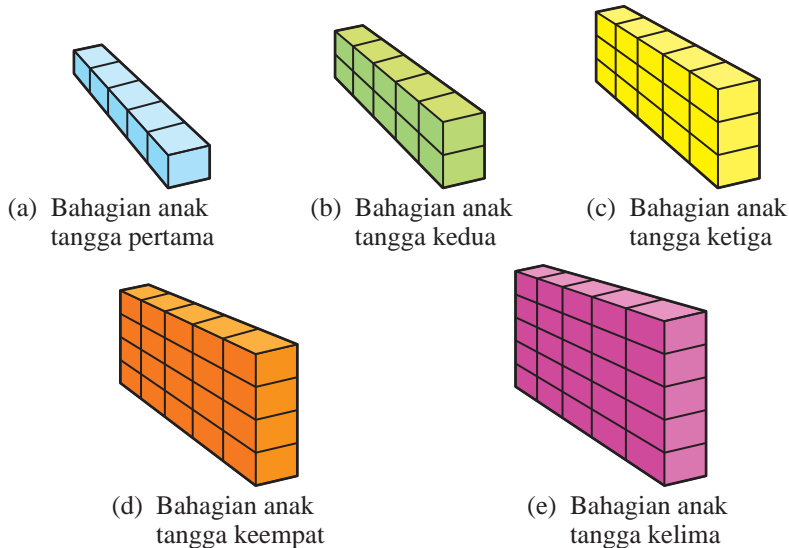 (a) Bahagian anak
tangga pertama
(b) Bahagian anak
tangga kedua
(c) Bahagian anak
tangga ketiga
(d) Bahagian anak
tangga keempat
(e) Bahagian anak
tangga kelima